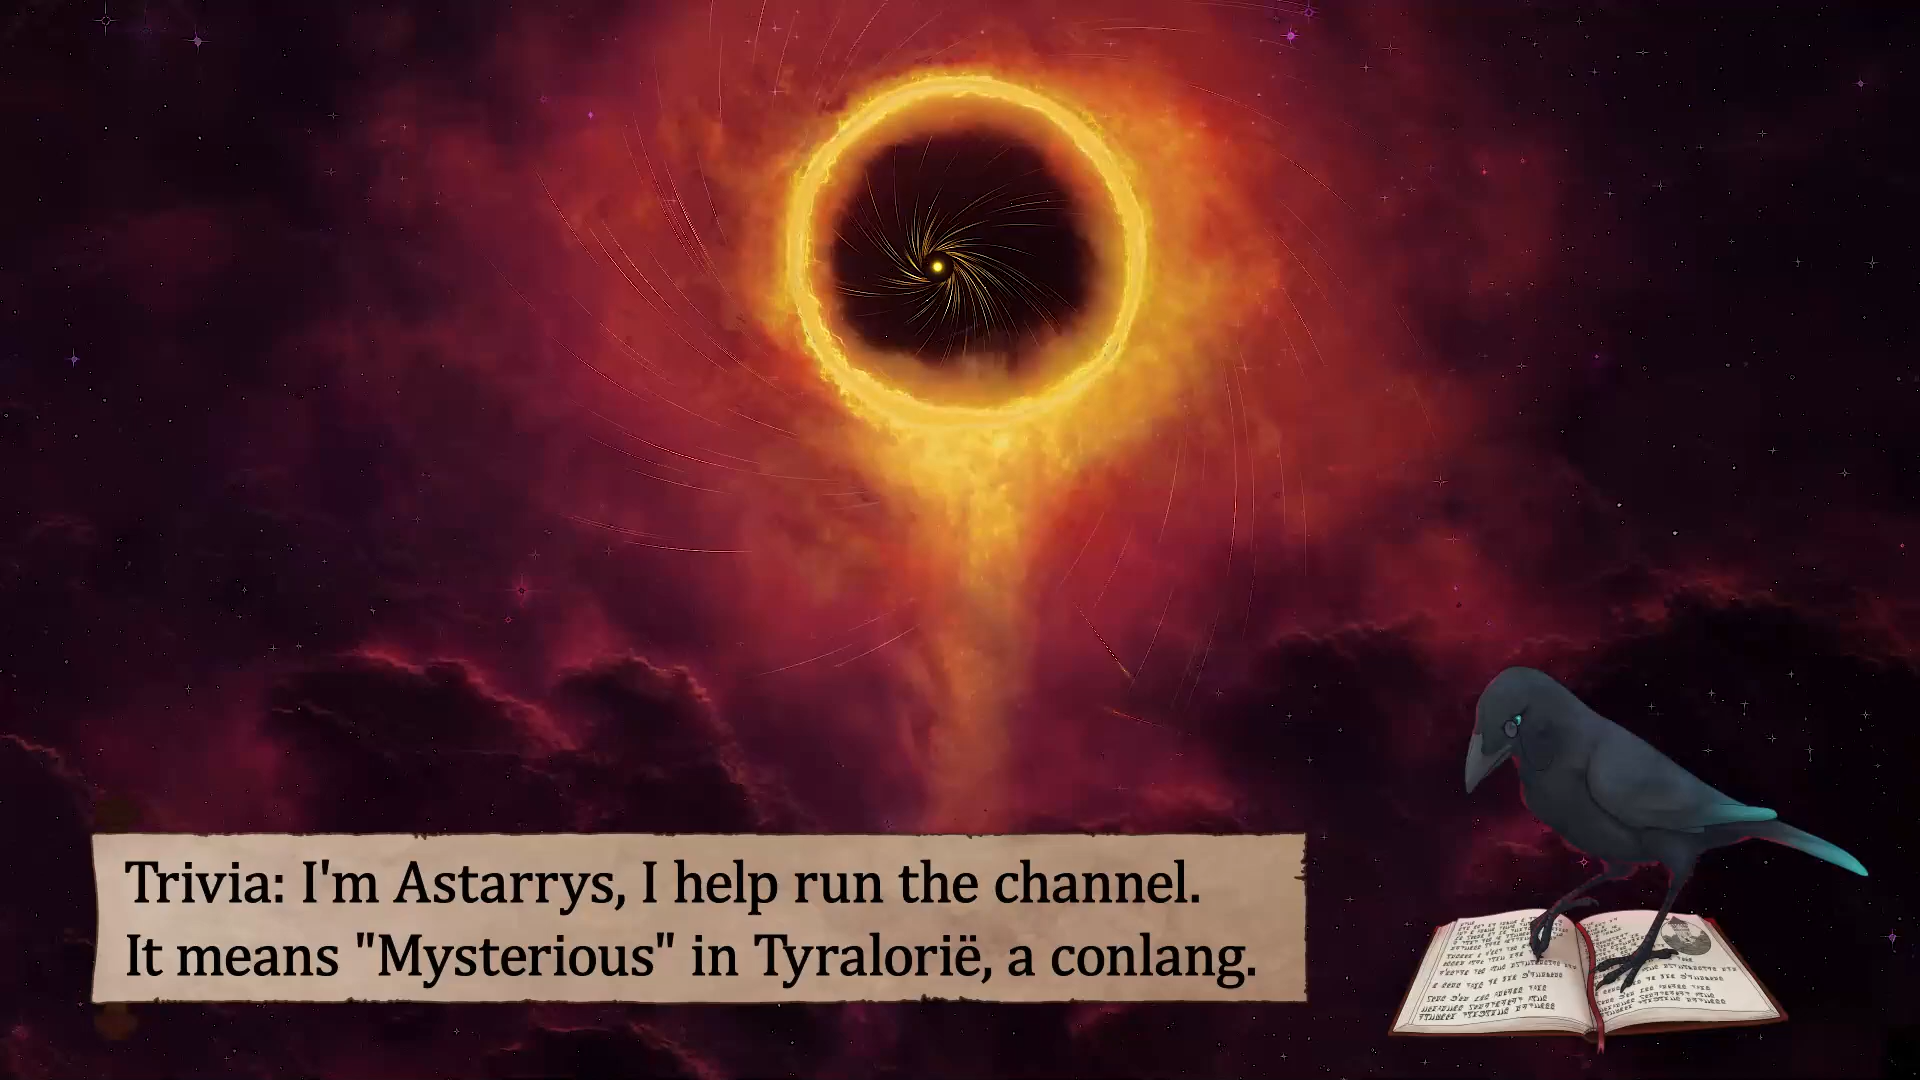 Trivia: I'm Astarrys, I help run the channel.
It means "Mysterious" in Tyralorië, a conlang.